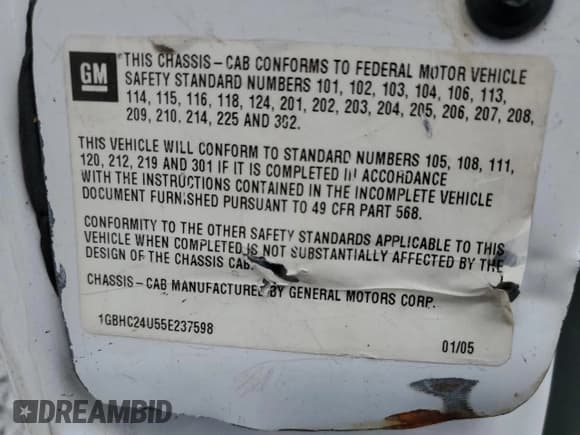 GM
THIS CHASSIS-CAB CONFORMS TO FEDERAL MOTOR VEHICLE
SAFETY STANDARD NUMBERS 101, 102, 103, 104, 106, 113,
114, 115, 116, 118, 124, 201, 202, 203, 204, 205, 206, 207, 208,
209, 210, 214, 225 AND 302.
THIS VEHICLE WILL CONFORM TO STANDARD NUMBERS 105, 108, 111,
120, 212, 219 AND 301 IF IT IS COMPLETED IN ACCORDANCE
WITH THE INSTRUCTIONS CONTAINED IN THE INCOMPLETE VEHICLE
DOCUMENT FURNISHED PURSUANT TO 49 CFR PART 568.
CONFORMITY TO THE OTHER SAFETY STANDARDS APPLICABLE TO THIS
VEHICLE WHEN COMPLETED IS NOT SUBSTANTIALLY AFFECTED BY THE
DESIGN OF THE CHASSIS CAB.
CHASSIS-CAB MANUFACTURED BY GENERAL MOTORS CORP.
1GBHC24U55E237598
01/05
DREAMBID